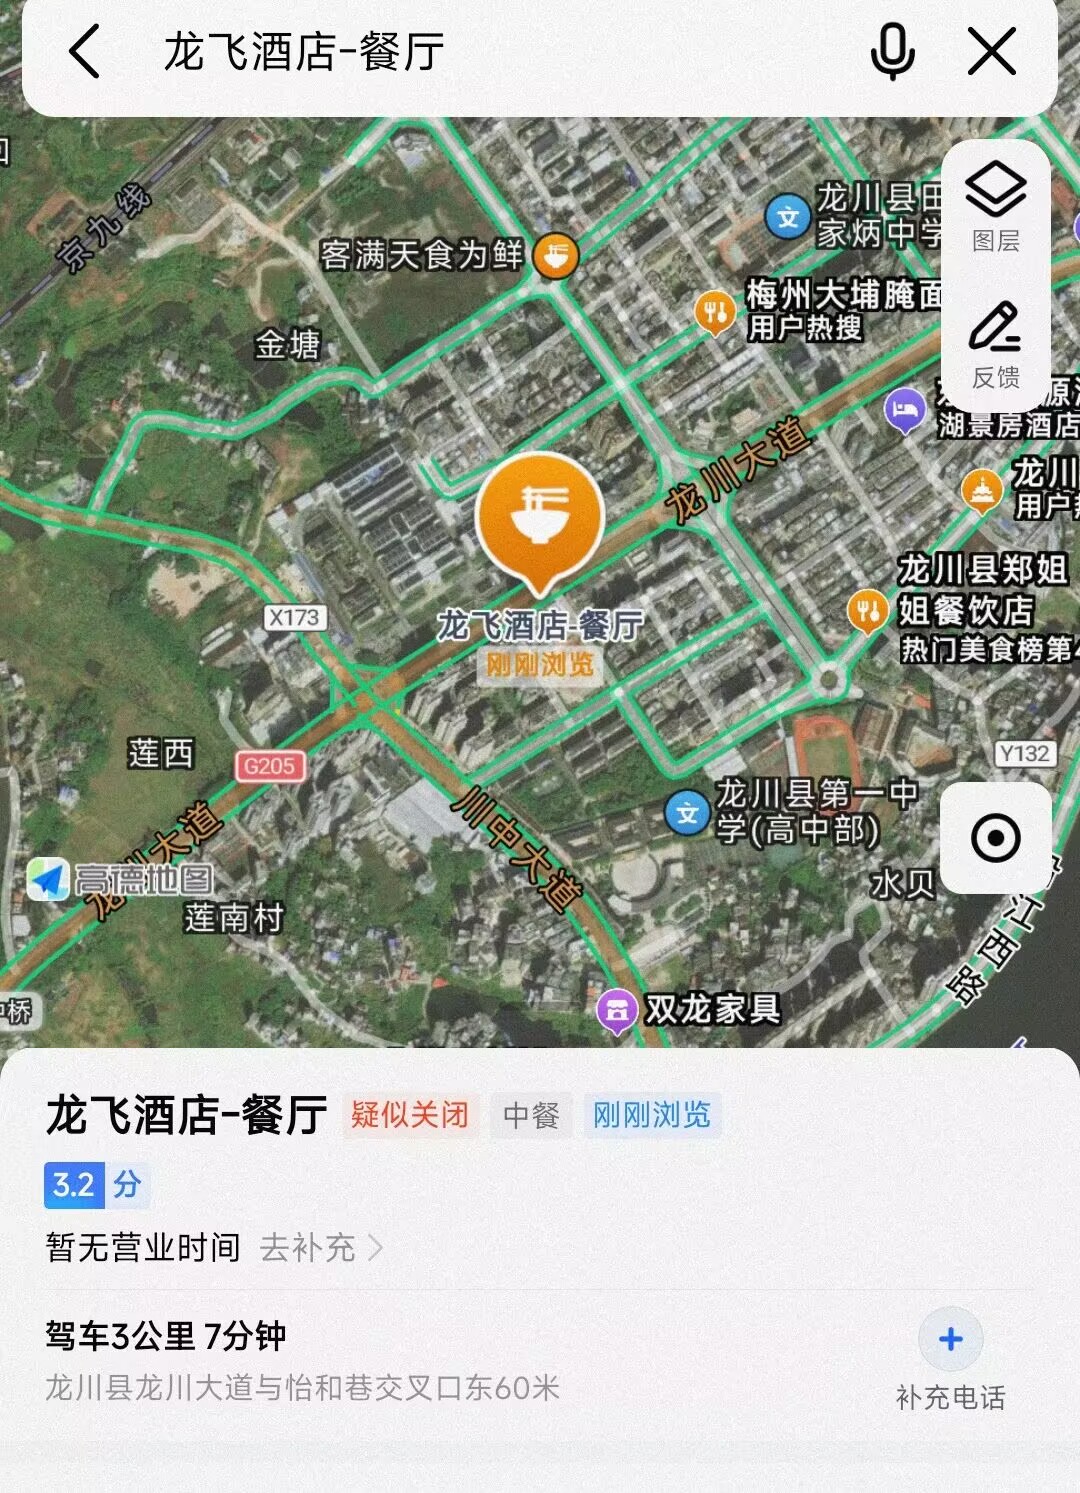 龙飞酒店-餐厅
京九线
龙川县田
家炳中学
图层
客满天食为鲜
梅州大埔腌面
用户热搜
金塘
反馈
湖景房酒店
龙川大道
龙川
用户热
X173
龙川县郑姐
姐餐饮店
热门美食榜第4
龙飞酒店-餐厅
刚刚浏览
莲西
G205
Y132
龙川大道
川中大道
龙川县第一中
学(高中部)
高德地图
水贝
莲南村
江西路
中桥
双龙家具
龙飞酒店-餐厅 疑似关闭 中餐 刚刚浏览
3.2分
暂无营业时间 去补充
驾车3公里 7分钟
龙川县龙川大道与怡和巷交叉口东60米
补充电话